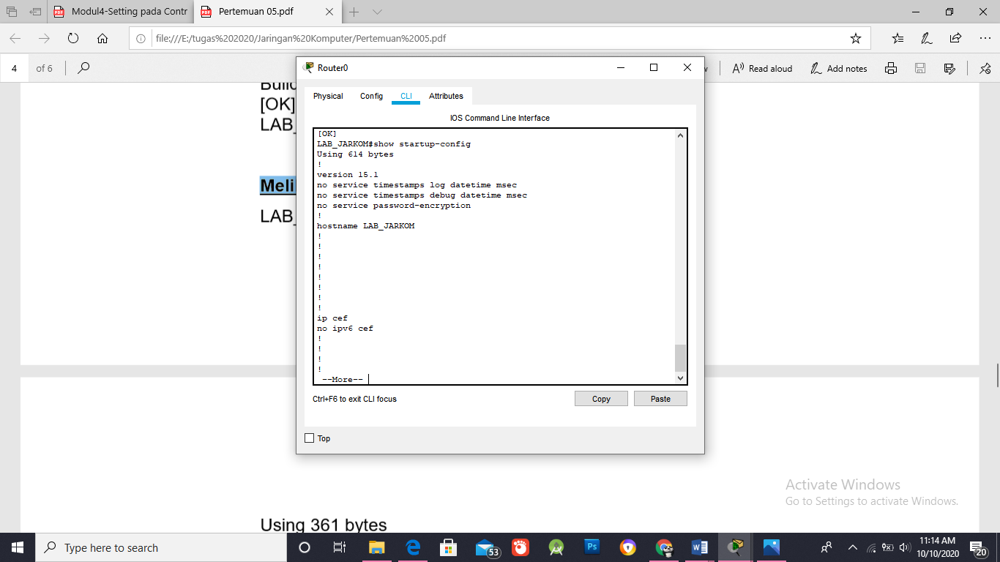 Modul4-Setting pada Contr
Pertemuan 05.pdf
file:///E:/tugas%202020/Jaringan%20Komputer/Pertemuan%2005.pdf
4 of 6
Read aloud
Add notes
[OK]
LAB_
Meli
LAB_
Router0
Physical
Config
CLI
Attributes
IOS Command Line Interface
[OK]
LAB_JARKOM#show startup-config
Using 614 bytes
!
version 15.1
no service timestamps log datetime msec
no service timestamps debug datetime msec
no service password-encryption
!
hostname LAB_JARKOM
!
!
!
!
!
!
!
!
ip cef
no ipv6 cef
!
!
!
!
--More--
Ctrl+F6 to exit CLI focus
Copy
Paste
Top
Activate Windows
Go to Settings to activate Windows.
Using 361 bytes
Type here to search
53
Ps
11:14 AM
10/10/2020
20